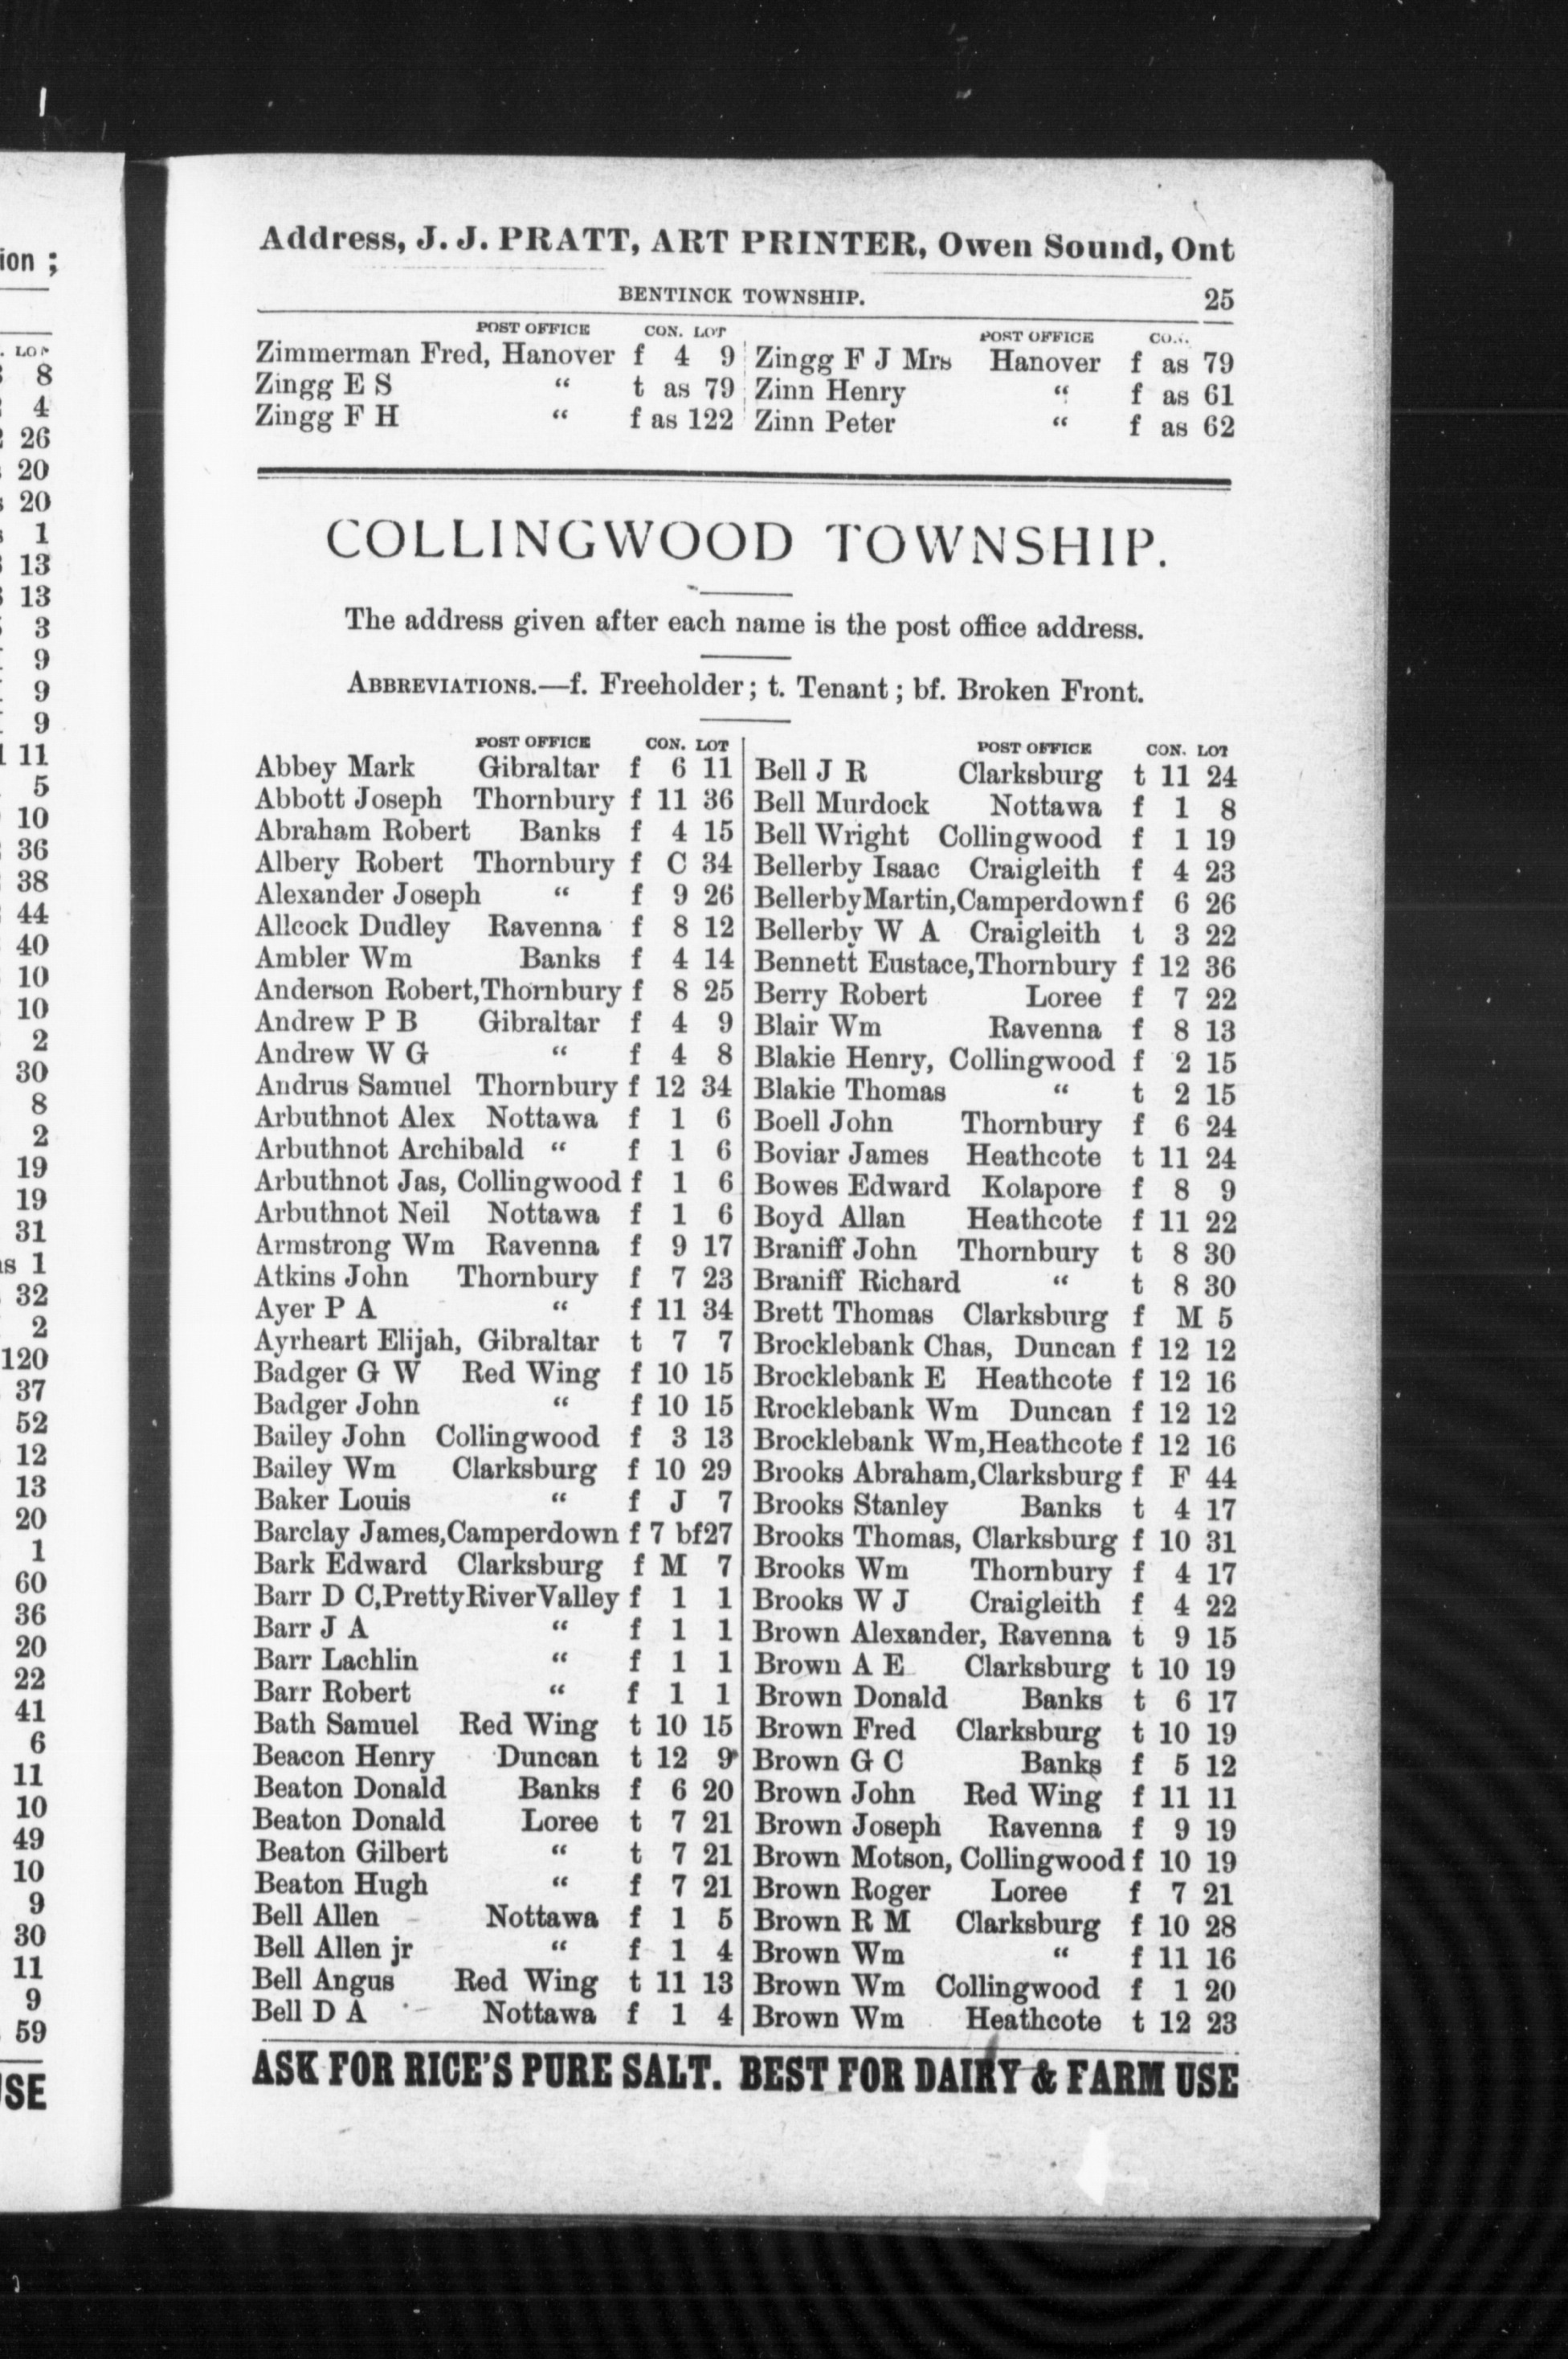 Address, J. J. PRATT, ART PRINTER, Owen Sound, Ont
BENTINCK TOWNSHIP. 25
POST OFFICE CON. LOT
Zimmerman Fred, Hanover f 4 9
Zingg E S “ t as 79
Zingg F H “ f as 122
POST OFFICE
Zingg F J Mrs Hanover f as 79
Zinn Henry “ f as 61
Zinn Peter “ f as 62
COLLINGWOOD TOWNSHIP.
The address given after each name is the post office address.
ABBREVIATIONS.—f. Freeholder; t. Tenant; bf. Broken Front.
POST OFFICE CON. LOT
Abbey Mark Gibraltar f 6 11
Abbott Joseph Thornbury f 11 36
Abraham Robert Banks f 4 15
Albery Robert Thornbury f C 34
Alexander Joseph “ f 9 26
Allcock Dudley Ravenna f 8 12
Ambler Wm Banks f 4 14
Anderson Robert,Thornbury f 8 25
Andrew P B Gibraltar f 4 9
Andrew W G “ f 4 8
Andrus Samuel Thornbury f 12 34
Arbuthnot Alex Nottawa f 1 6
Arbuthnot Archibald “ f 1 6
Arbuthnot Jas, Collingwood f 1 6
Arbuthnot Neil Nottawa f 1 6
Armstrong Wm Ravenna f 9 17
Atkins John Thornbury f 7 23
Ayer P A “ f 11 34
Ayrheart Elijah, Gibraltar t 7 7
Badger G W Red Wing f 10 15
Badger John “ f 10 15
Bailey John Collingwood f 3 13
Bailey Wm Clarksburg f 10 29
Baker Louis “ f J 7
Barclay James,Camperdown f 7 bf27
Bark Edward Clarksburg f M 7
Barr D C,PrettyRiverValley f 1 1
Barr J A “ f 1 1
Barr Lachlin “ f 1 1
Barr Robert “ f 1 1
Bath Samuel Red Wing t 10 15
Beacon Henry Duncan t 12 9
Beaton Donald Banks f 6 20
Beaton Donald Loree t 7 21
Beaton Gilbert “ t 7 21
Beaton Hugh “ f 7 21
Bell Allen Nottawa f 1 5
Bell Allen jr “ f 1 4
Bell Angus Red Wing t 11 13
Bell D A Nottawa f 1 4
POST OFFICE CON. LOT
Bell J R Clarksburg t 11 24
Bell Murdock Nottawa f 1 8
Bell Wright Collingwood f 1 19
Bellerby Isaac Craigleith f 4 23
BellerbyMartin,Camperdown f 6 26
Bellerby W A Craigleith t 3 22
Bennett Eustace,Thornbury f 12 36
Berry Robert Loree f 7 22
Blair Wm Ravenna f 8 13
Blakie Henry, Collingwood f 2 15
Blakie Thomas “ t 2 15
Boell John Thornbury f 6 24
Boviar James Heathcote t 11 24
Bowes Edward Kolapore f 8 9
Boyd Allan Heathcote f 11 22
Braniff John Thornbury t 8 30
Braniff Richard “ t 8 30
Brett Thomas Clarksburg f M 5
Brocklebank Chas, Duncan f 12 12
Brocklebank E Heathcote f 12 16
Rrocklebank Wm Duncan f 12 12
Brocklebank Wm,Heathcote f 12 16
Brooks Abraham,Clarksburg f F 44
Brooks Stanley Banks t 4 17
Brooks Thomas, Clarksburg f 10 31
Brooks Wm Thornbury f 4 17
Brooks W J Craigleith f 4 22
Brown Alexander, Ravenna t 9 15
Brown A E Clarksburg t 10 19
Brown Donald Banks t 6 17
Brown Fred Clarksburg t 10 19
Brown G C Banks f 5 12
Brown John Red Wing f 11 11
Brown Joseph Ravenna f 9 19
Brown Motson, Collingwood f 10 19
Brown Roger Loree f 7 21
Brown R M Clarksburg f 10 28
Brown Wm “ f 11 16
Brown Wm Collingwood f 1 20
Brown Wm Heathcote t 12 23
ASK FOR RICE'S PURE SALT. BEST FOR DAIRY & FARM USE